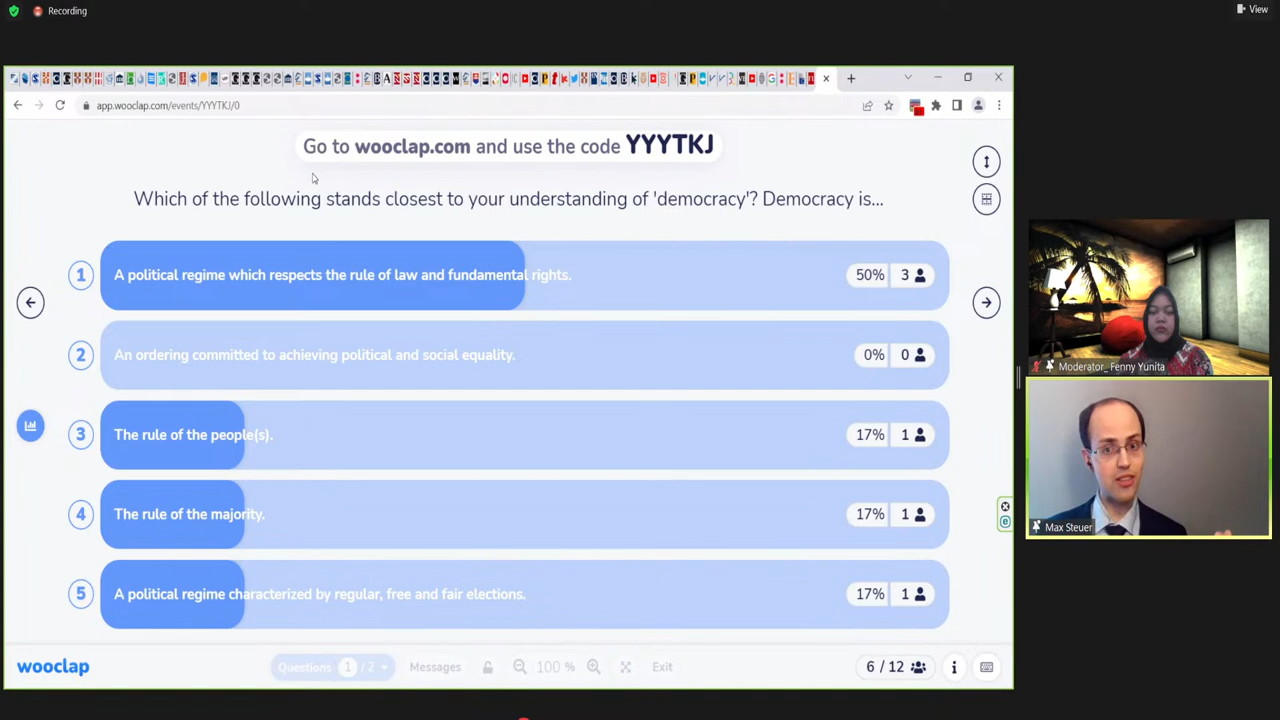 Recording
View
app.wooclap.com/events/YYYTKJ/0
Go to wooclap.com and use the code YYYTKJ
Which of the following stands closest to your understanding of 'democracy'? Democracy is...
1 A political regime which respects the rule of law and fundamental rights. 50% 3
2 An ordering committed to achieving political and social equality. 0% 0
3 The rule of the people(s). 17% 1
4 The rule of the majority. 17% 1
5 A political regime characterized by regular, free and fair elections. 17% 1
wooclap
Questions 1 / 2
Messages
100 %
Exit
6 / 12
Moderator_ Fenny Yunita
Max Steuer